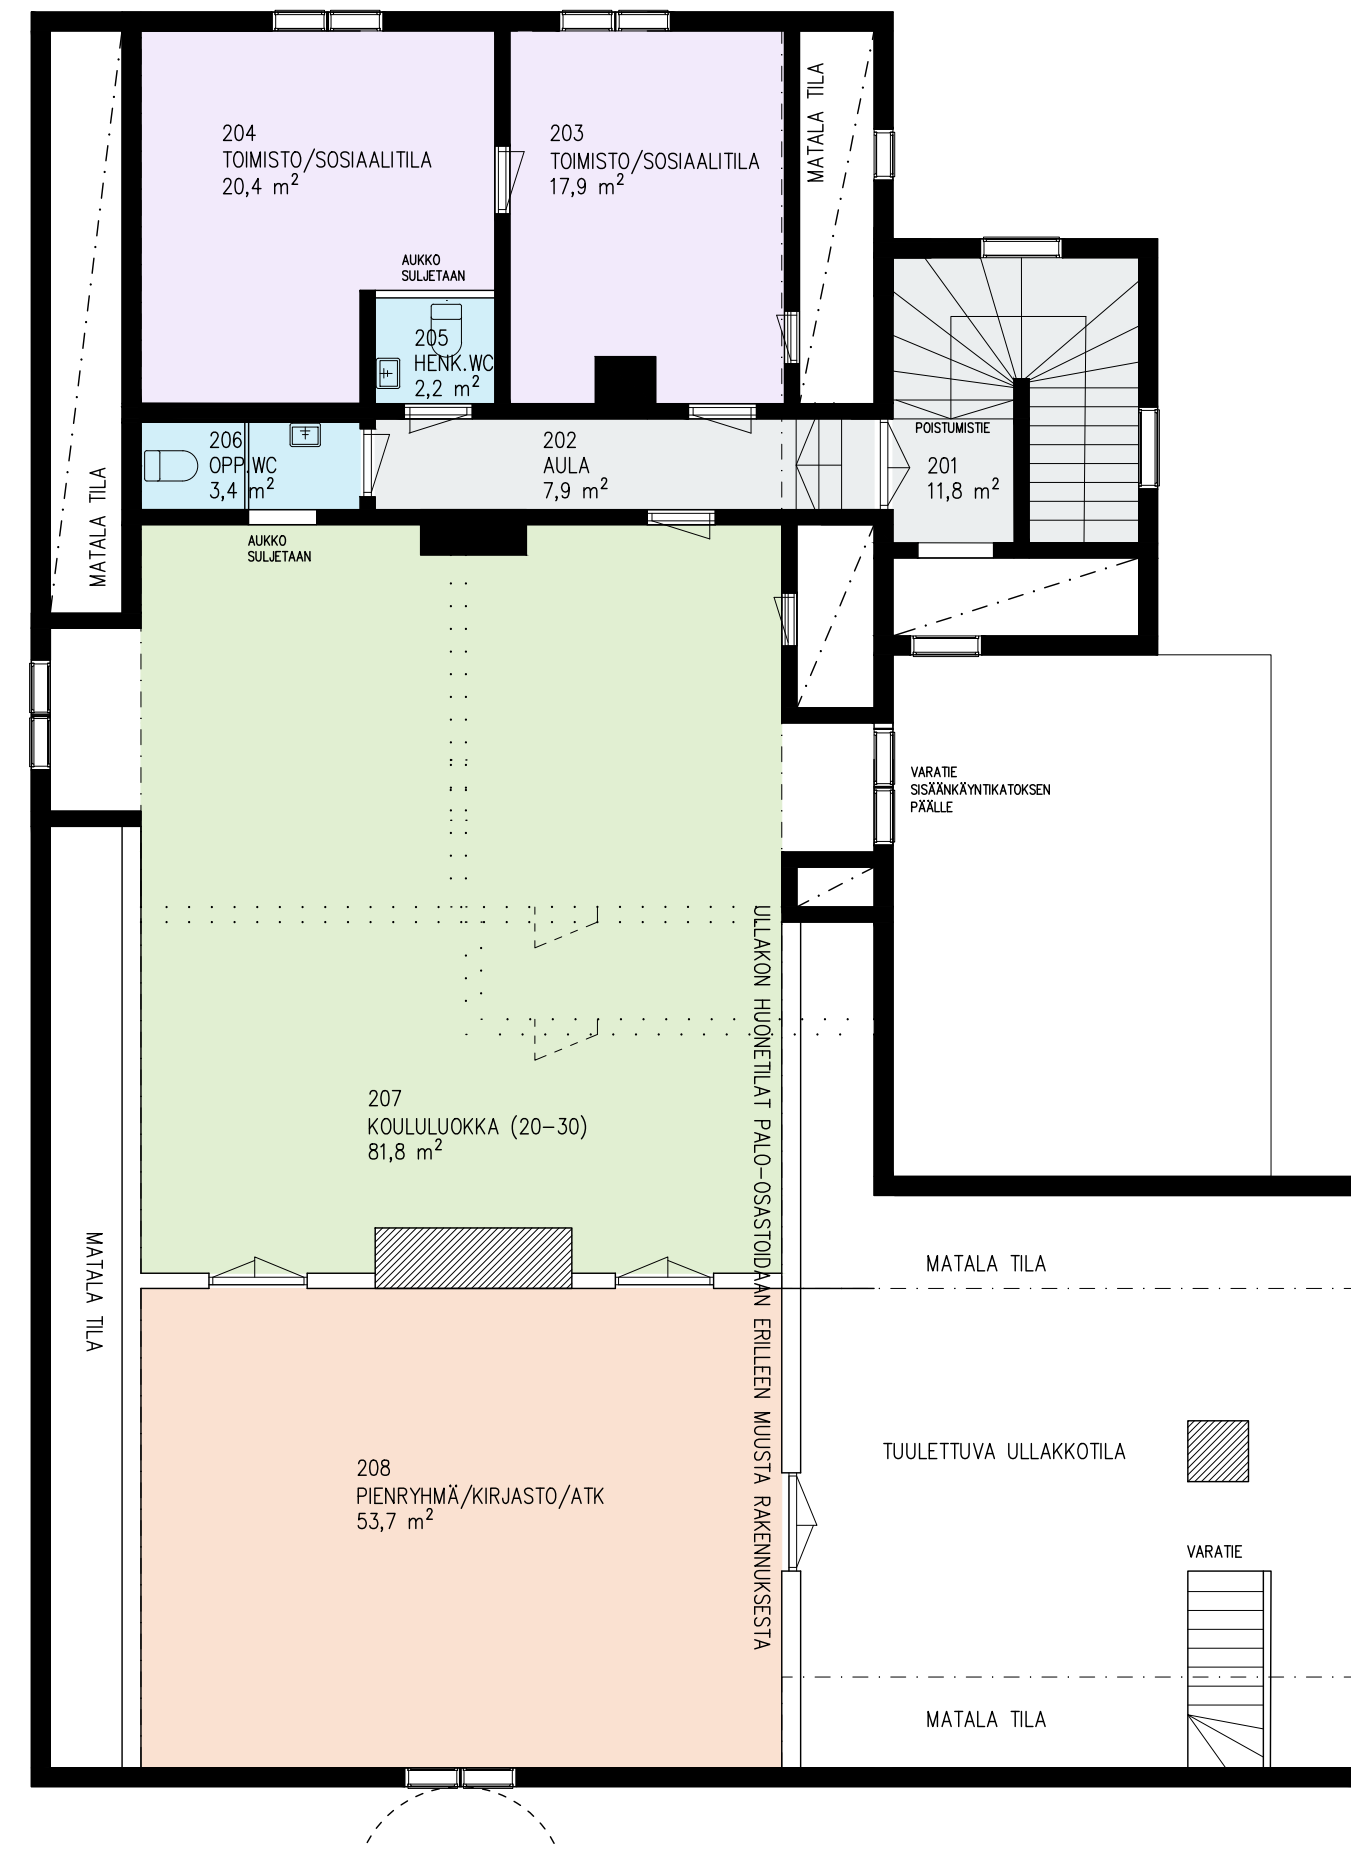 204
TOIMISTO/SOSIAALITILA
20,4 m²
203
TOIMISTO/SOSIAALITILA
17,9 m²
MATALA TILA
AUKKO
SULJETAAN
205
HENK.WC
2,2 m²
206
OPP.WC
3,4 m²
202
AULA
7,9 m²
POISTUMISTIE
201
11,8 m²
MATALA TILA
AUKKO
SULJETAAN
VARATIE
SISÄÄNKÄYNTIKATOKSEN
PÄÄLLE
ULLAKON HUONETILAT PALO-OSASTOIDAAN ERILLEEN MUUSTA RAKENNUKSESTA
207
KOULULUOKKA (20-30)
81,8 m²
MATALA TILA
MATALA TILA
208
PIENRYHMÄ/KIRJASTO/ATK
53,7 m²
TUULETTUVA ULLAKKOTILA
VARATIE
MATALA TILA